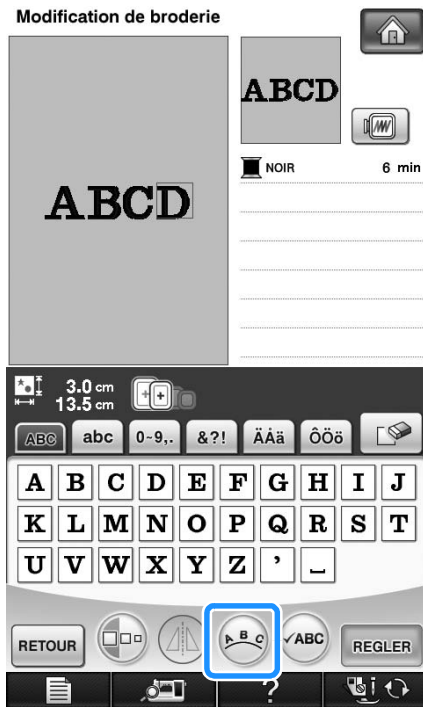 Modification de broderie
ABCD
ABCD
NOIR 6 min
3.0 cm
13.5 cm
ABC abc 0~9,. &?! ÄÅä ÔÖö
A B C D E F G H I J
K L M N O P Q R S T
U V W X Y Z ’ _
RETOUR A B C ✓ABC REGLER
? i